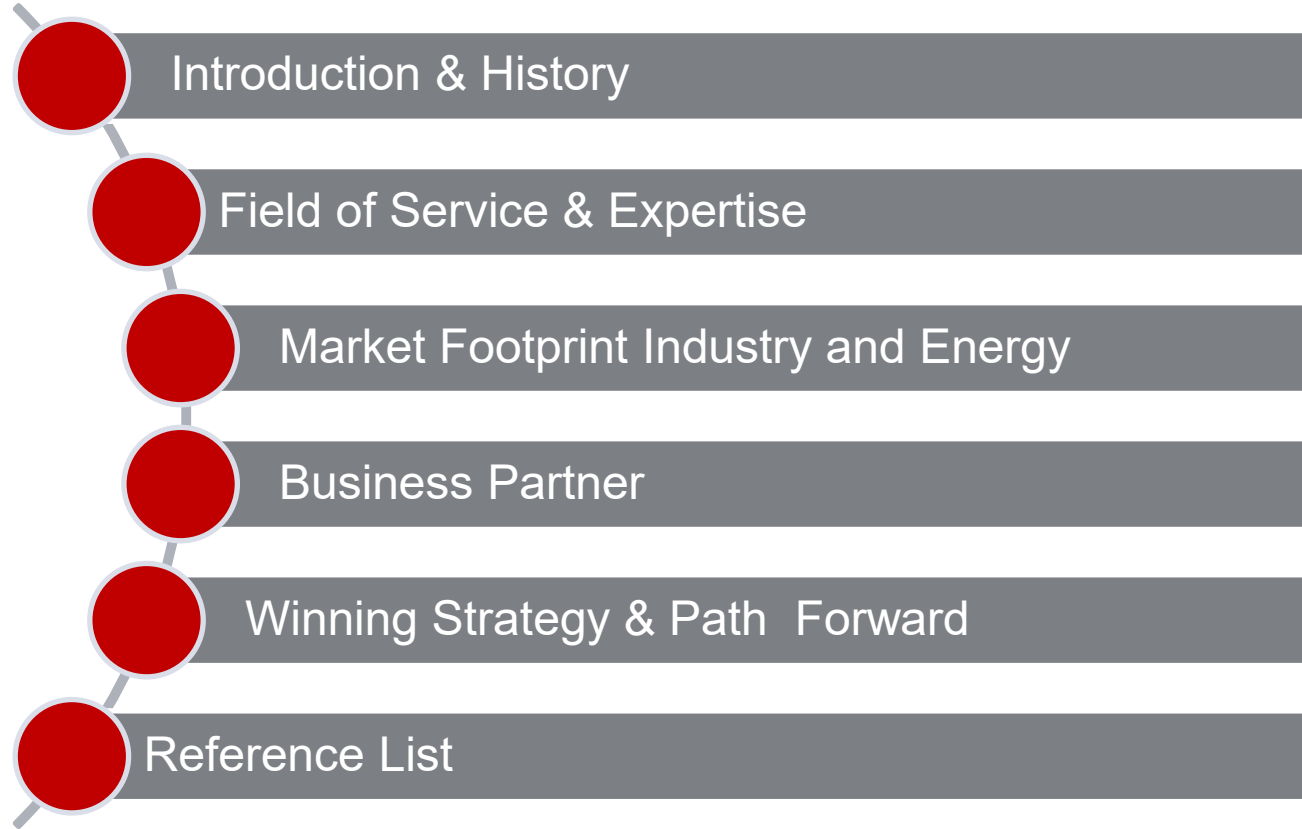 Introduction & History
Field of Service & Expertise
Market Footprint Industry and Energy
Business Partner
Winning Strategy & Path  Forward
Reference List